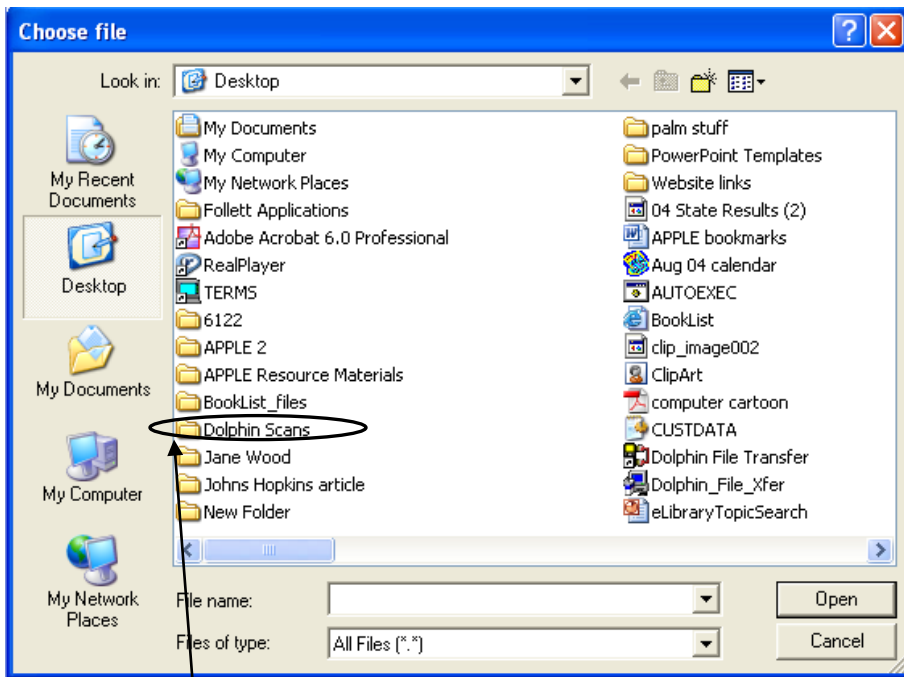 Choose file
Look in: Desktop
My Recent
Documents
Desktop
My Documents
My Computer
My Network
Places
My Documents
My Computer
My Network Places
Follett Applications
Adobe Acrobat 6.0 Professional
RealPlayer
TERMS
6122
APPLE 2
APPLE Resource Materials
BookList_files
Dolphin Scans
Jane Wood
Johns Hopkins article
New Folder
palm stuff
PowerPoint Templates
Website links
04 State Results (2)
APPLE bookmarks
Aug 04 calendar
AUTOEXEC
BookList
clip_image002
ClipArt
computer cartoon
CUSTDATA
Dolphin File Transfer
Dolphin_File_Xfer
eLibraryTopicSearch
File name:
Open
Files of type: All Files (*.*)
Cancel